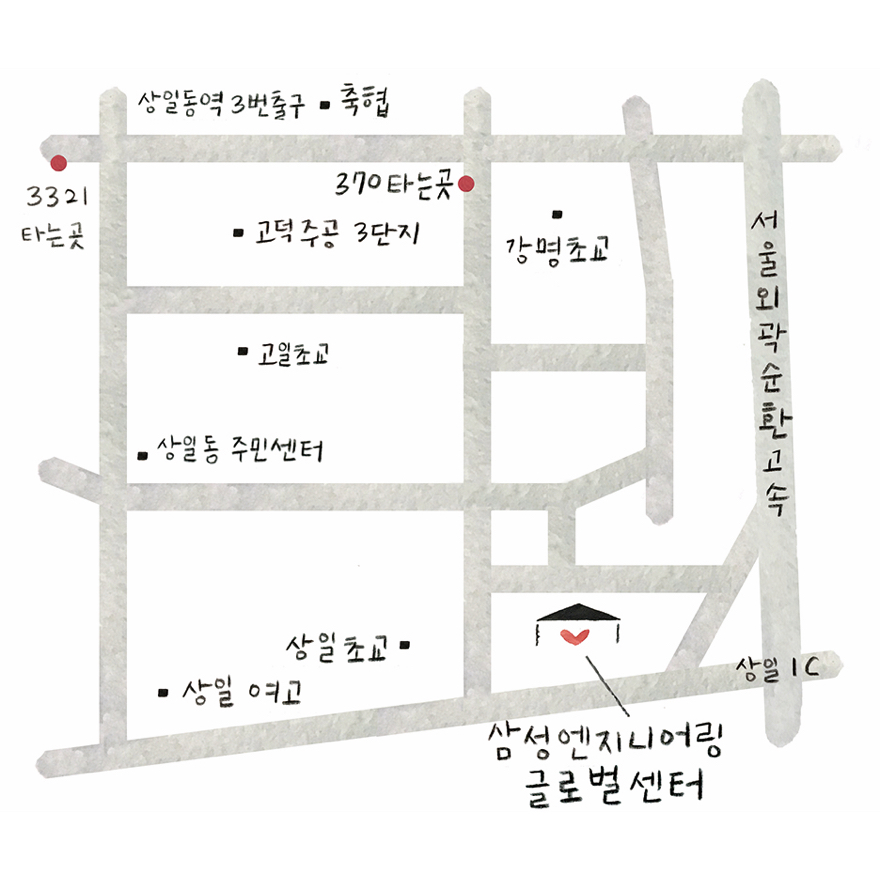 상일동역 3번출구
축협
3321
타는곳
370타는곳
고덕주공 3단지
강명초교
서울외곽순환고속
고일초교
상일동 주민센터
상일초교
상일 여고
상일 IC
삼성엔지니어링
글로벌센터